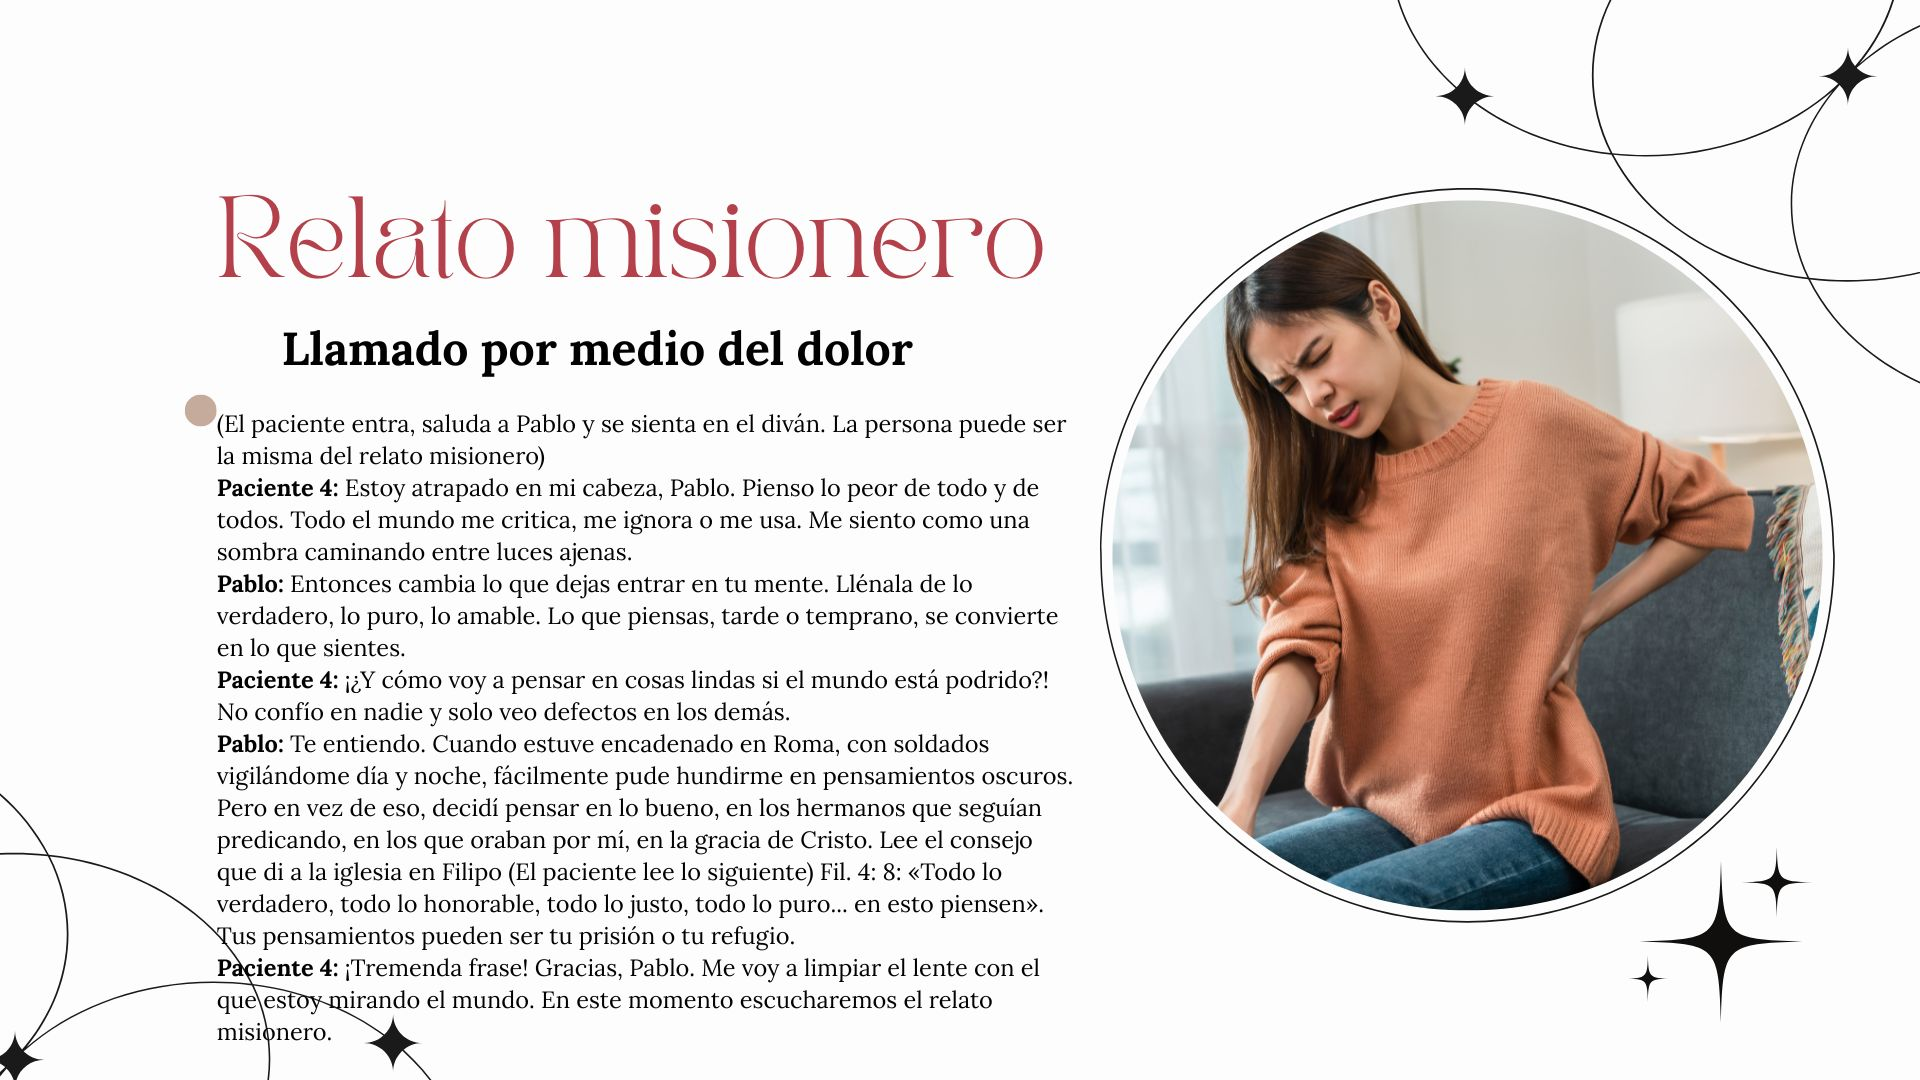 Relato misionero
Llamado por medio del dolor
(El paciente entra, saluda a Pablo y se sienta en el diván. La persona puede ser
la misma del relato misionero)
Paciente 4: Estoy atrapado en mi cabeza, Pablo. Pienso lo peor de todo y de
todos. Todo el mundo me critica, me ignora o me usa. Me siento como una
sombra caminando entre luces ajenas.
Pablo: Entonces cambia lo que dejas entrar en tu mente. Llénala de lo
verdadero, lo puro, lo amable. Lo que piensas, tarde o temprano, se convierte
en lo que sientes.
Paciente 4: ¡¿Y cómo voy a pensar en cosas lindas si el mundo está podrido?!
No confío en nadie y solo veo defectos en los demás.
Pablo: Te entiendo. Cuando estuve encadenado en Roma, con soldados
vigilándome día y noche, fácilmente pude hundirme en pensamientos oscuros.
Pero en vez de eso, decidí pensar en lo bueno, en los hermanos que seguían
predicando, en los que oraban por mí, en la gracia de Cristo. Lee el consejo
que di a la iglesia en Filipo (El paciente lee lo siguiente) Fil. 4: 8: «Todo lo
verdadero, todo lo honorable, todo lo justo, todo lo puro... en esto piensen».
Tus pensamientos pueden ser tu prisión o tu refugio.
Paciente 4: ¡Tremenda frase! Gracias, Pablo. Me voy a limpiar el lente con el
que estoy mirando el mundo. En este momento escucharemos el relato
misionero.